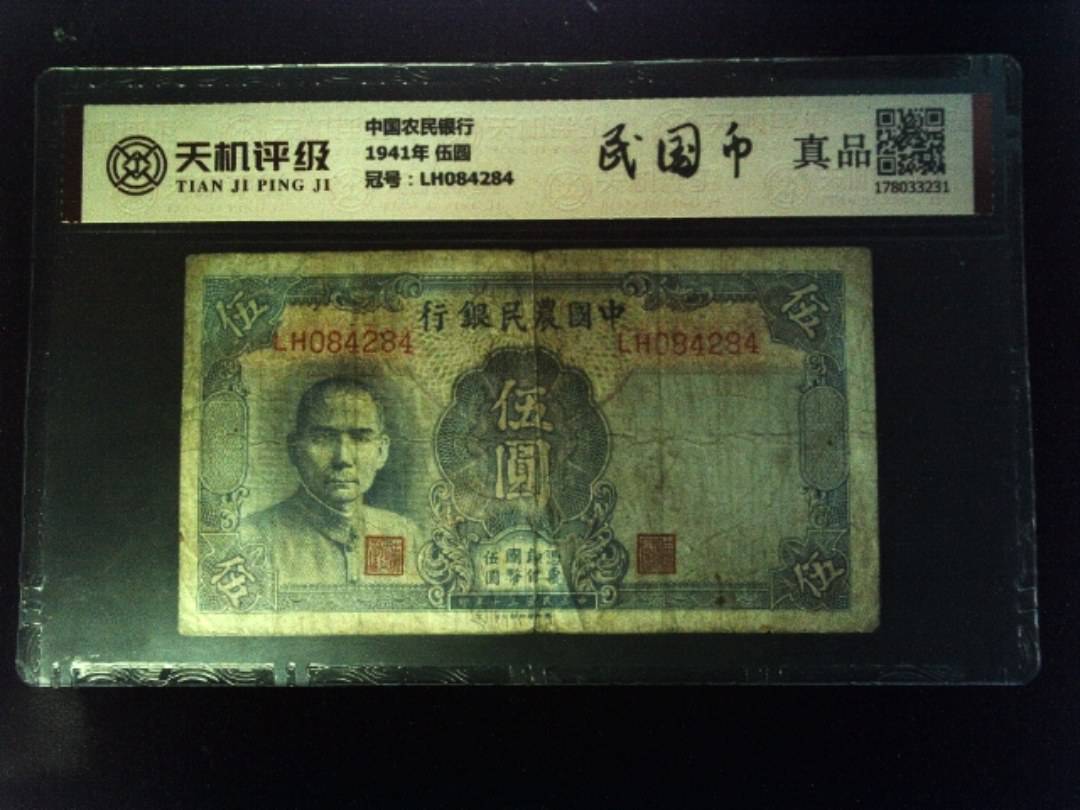 天机评级
TIAN JI PING JI
中国农民银行
1941年 伍圆
冠号：LH084284
民国币
真品
178033231
伍
伍
行銀民農國中
LH084284
LH084284
伍
圓
伍
伍